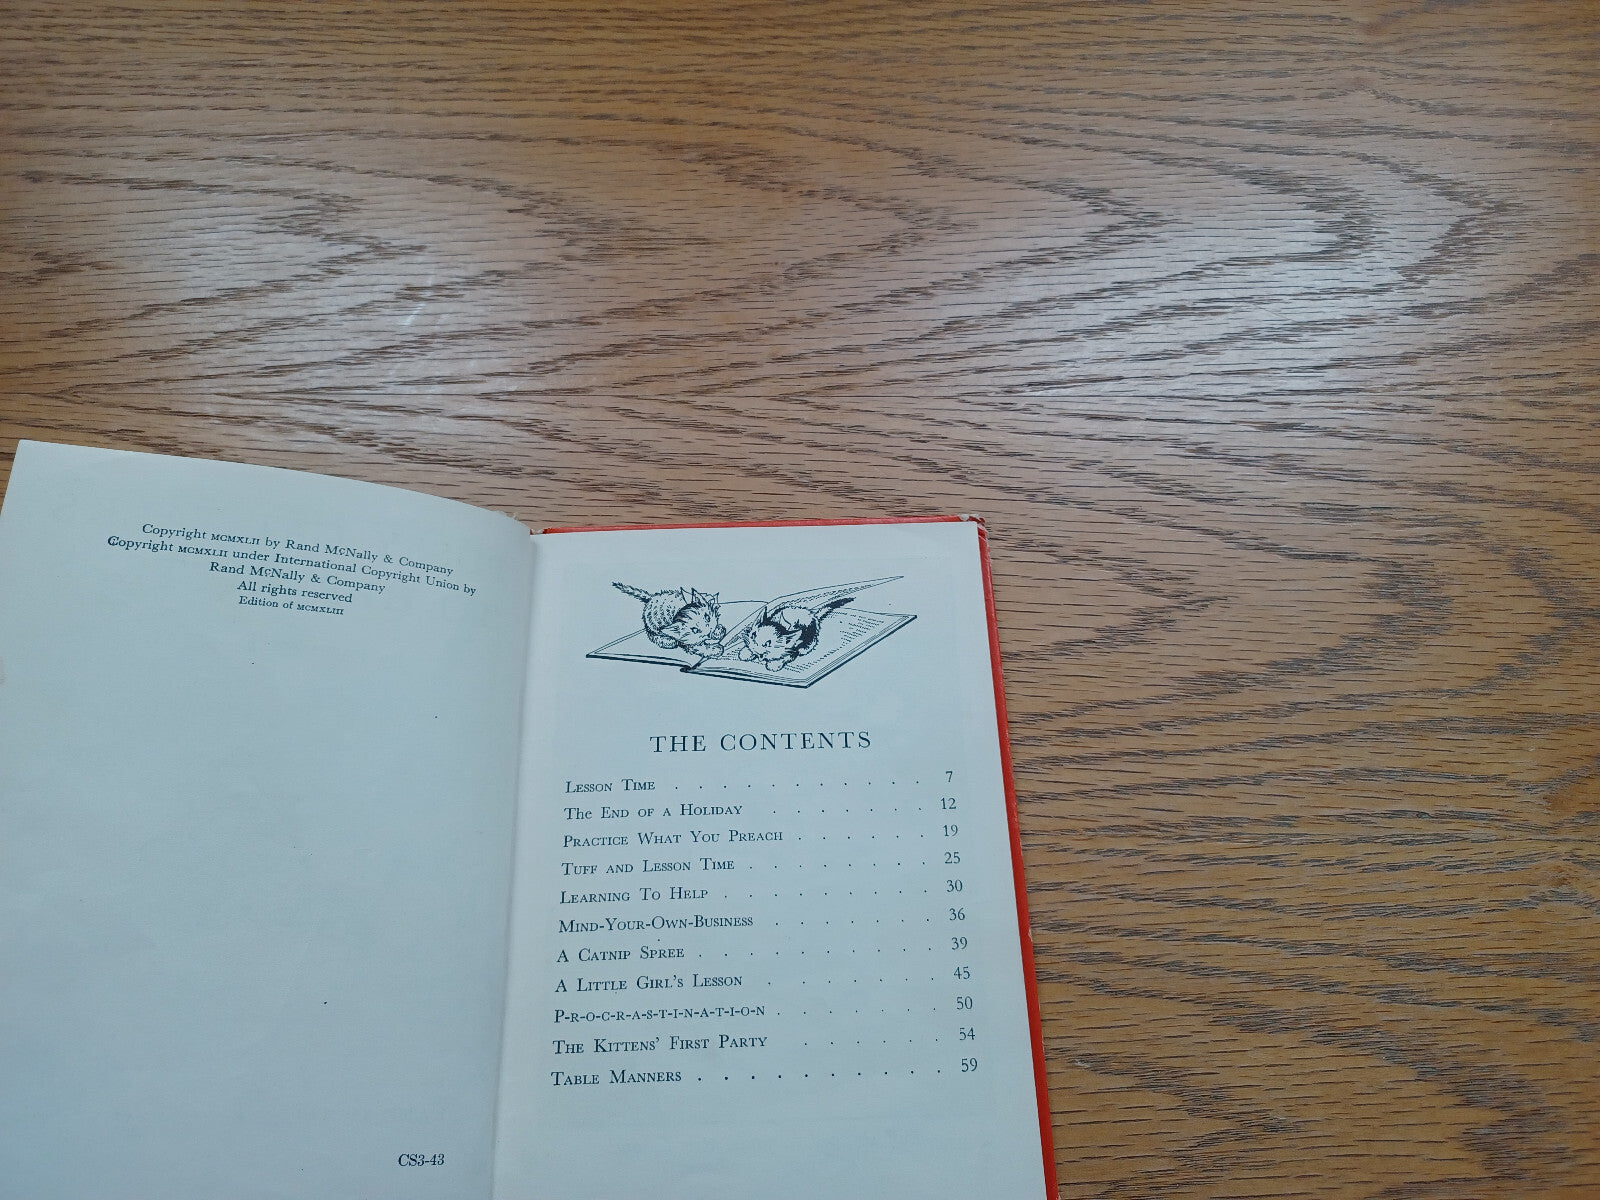 Copyright MCMXLII by Rand McNally & Company
Copyright MCMXLII under International Copyright Union by
Rand McNally & Company
All rights reserved
Edition of MCMXLIII
CS3-43
THE CONTENTS
Lesson Time . . . . . . . . . . . 7
The End of a Holiday . . . . . . 12
Practice What You Preach . . . . . . 19
Tuff and Lesson Time . . . . . . . . 25
Learning To Help . . . . . . . . . 30
Mind-Your-Own-Business . . . . . . . 36
A Catnip Spree . . . . . . . . . 39
A Little Girl's Lesson . . . . . . 45
P-r-o-c-r-a-s-t-i-n-a-t-i-o-n . . . . . . . 50
The Kittens' First Party . . . . . . 54
Table Manners . . . . . . . . . . 59